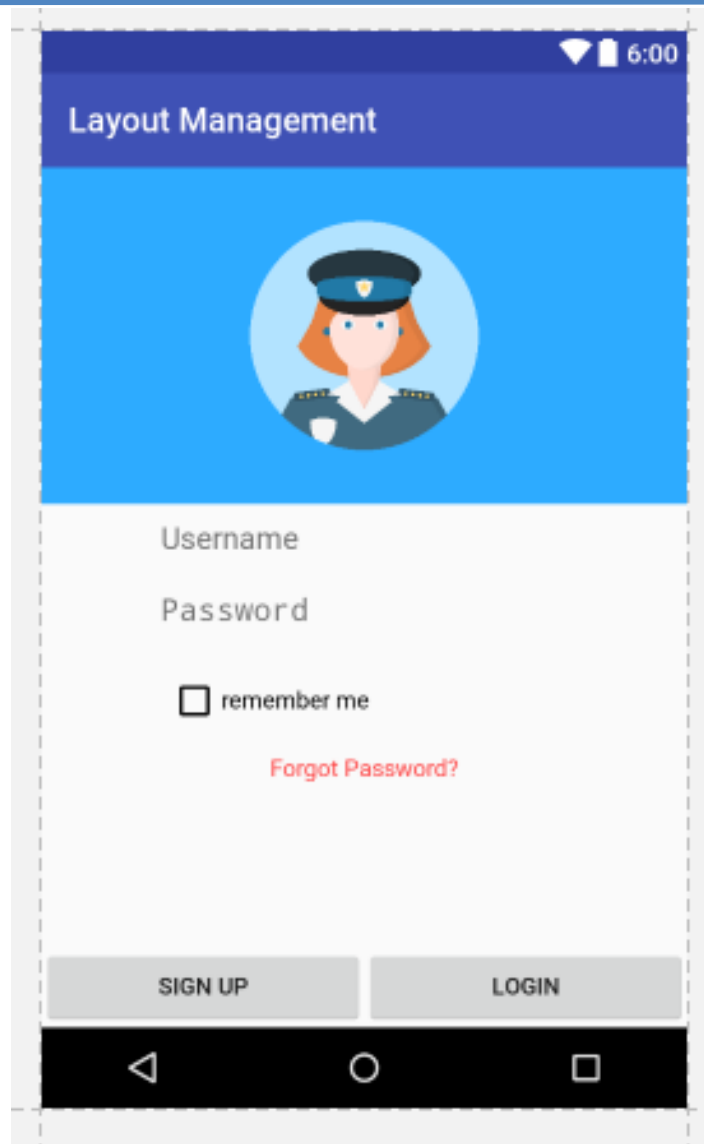 6:00
Layout Management
Username
Password
remember me
Forgot Password?
SIGN UP LOGIN